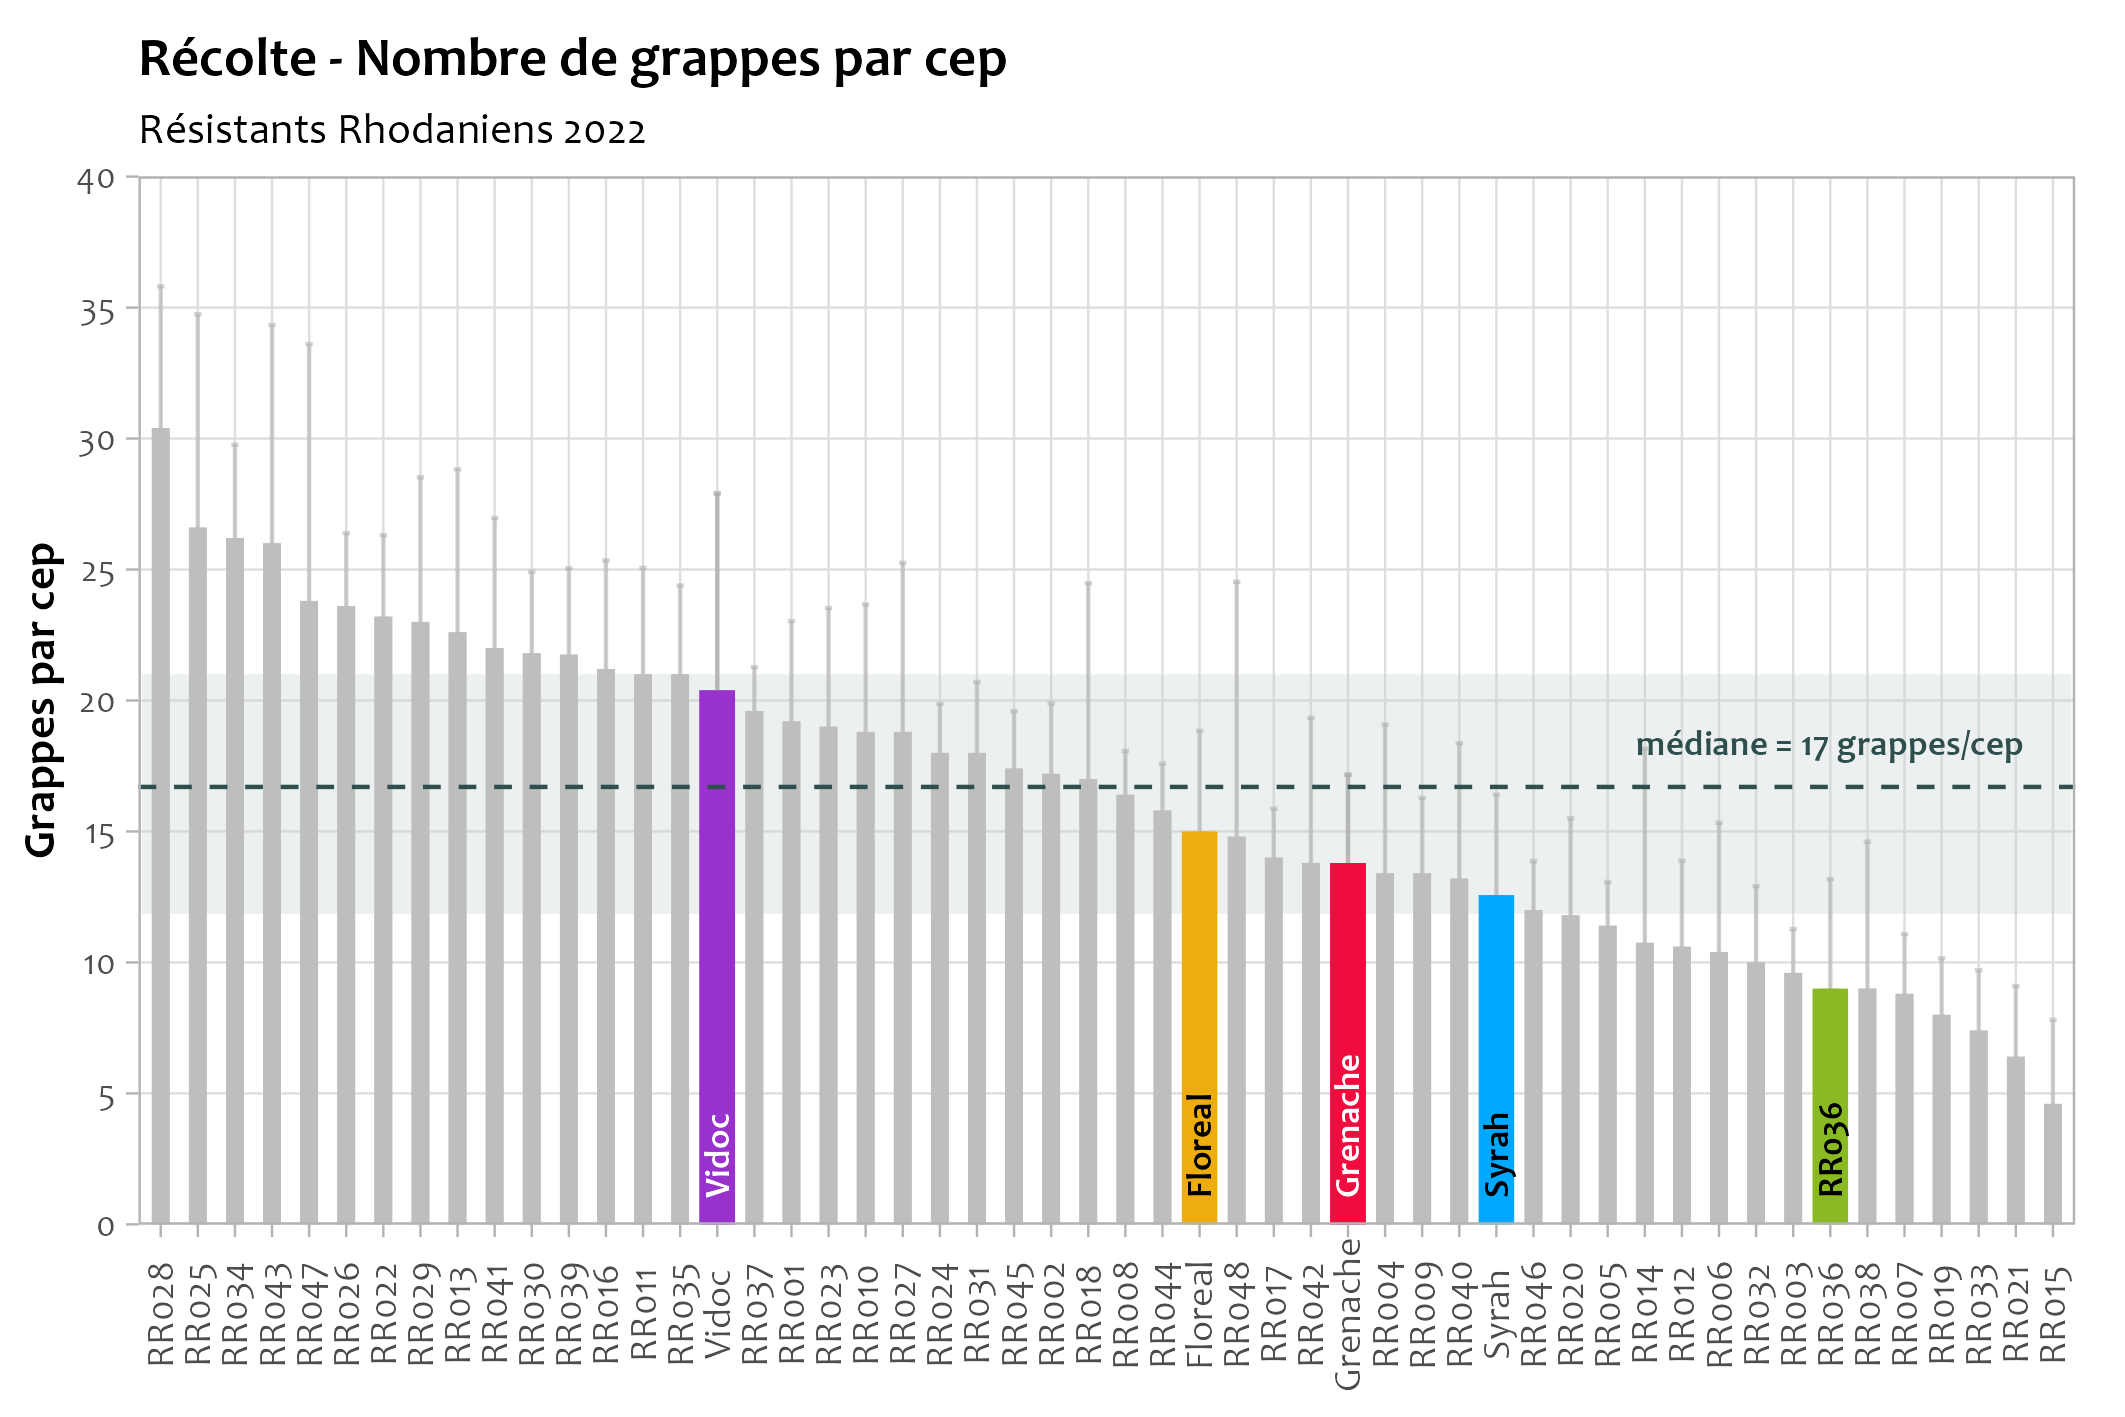 Récolte - Nombre de grappes par cep
Résistants Rhodaniens 2022
Grappes par cep
40
35
30
25
20
15
10
5
0
médiane = 17 grappes/cep
Vidoc
Floreal
Grenache
Syrah
RR036
RR028
RR025
RR034
RR043
RR047
RR026
RR022
RR029
RR013
RR041
RR030
RR039
RR016
RR011
RR035
Vidoc
RR037
RR001
RR023
RR010
RR027
RR024
RR031
RR045
RR002
RR018
RR008
RR044
Floreal
RR048
RR017
RR042
Grenache
RR004
RR009
RR040
Syrah
RR046
RR020
RR005
RR014
RR012
RR006
RR032
RR003
RR036
RR038
RR007
RR019
RR033
RR021
RR015